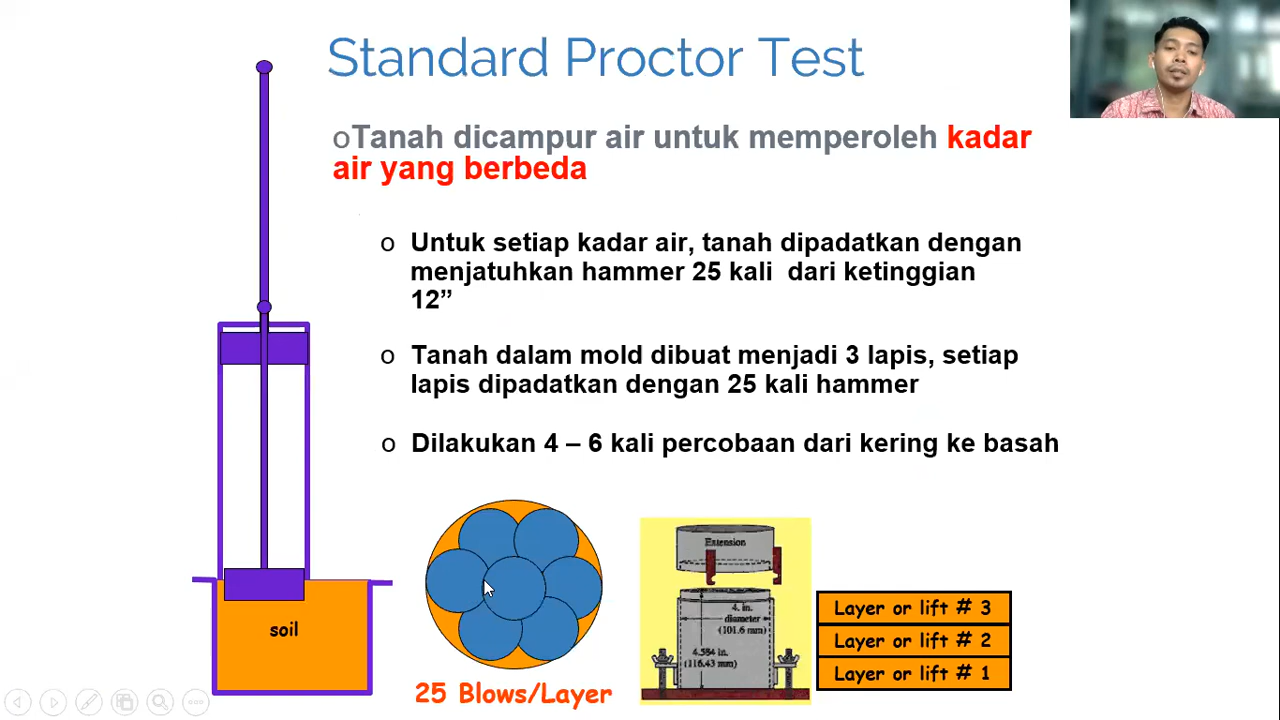 Standard Proctor Test
oTanah dicampur air untuk memperoleh kadar
air yang berbeda
o Untuk setiap kadar air, tanah dipadatkan dengan
menjatuhkan hammer 25 kali dari ketinggian
12”
o Tanah dalam mold dibuat menjadi 3 lapis, setiap
lapis dipadatkan dengan 25 kali hammer
o Dilakukan 4 – 6 kali percobaan dari kering ke basah
soil
25 Blows/Layer
Extension
4. in.
diameter
(101.6 mm)
4.584 in.
(116.43 mm)
Layer or lift # 3
Layer or lift # 2
Layer or lift # 1